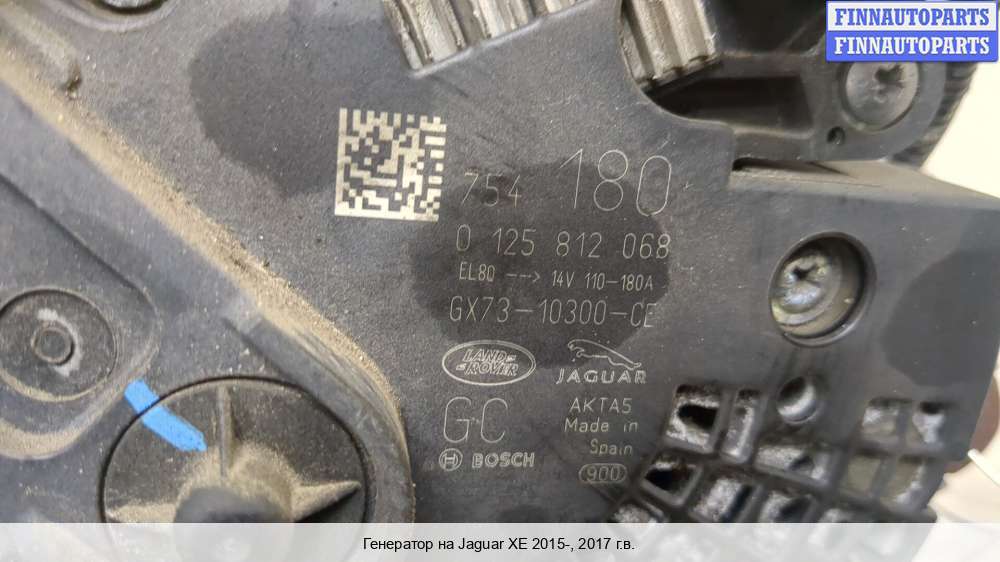 FINNAUTOPARTS
FINNAUTOPARTS
754 180
0 125 812 068
EL8Q ---> 14V 110-180A
GX73-10300-CE
LAND ROVER
JAGUAR
GC
AKTA5
Made in
Spain
BOSCH
900
Генератор на Jaguar XE 2015-, 2017 г.в.